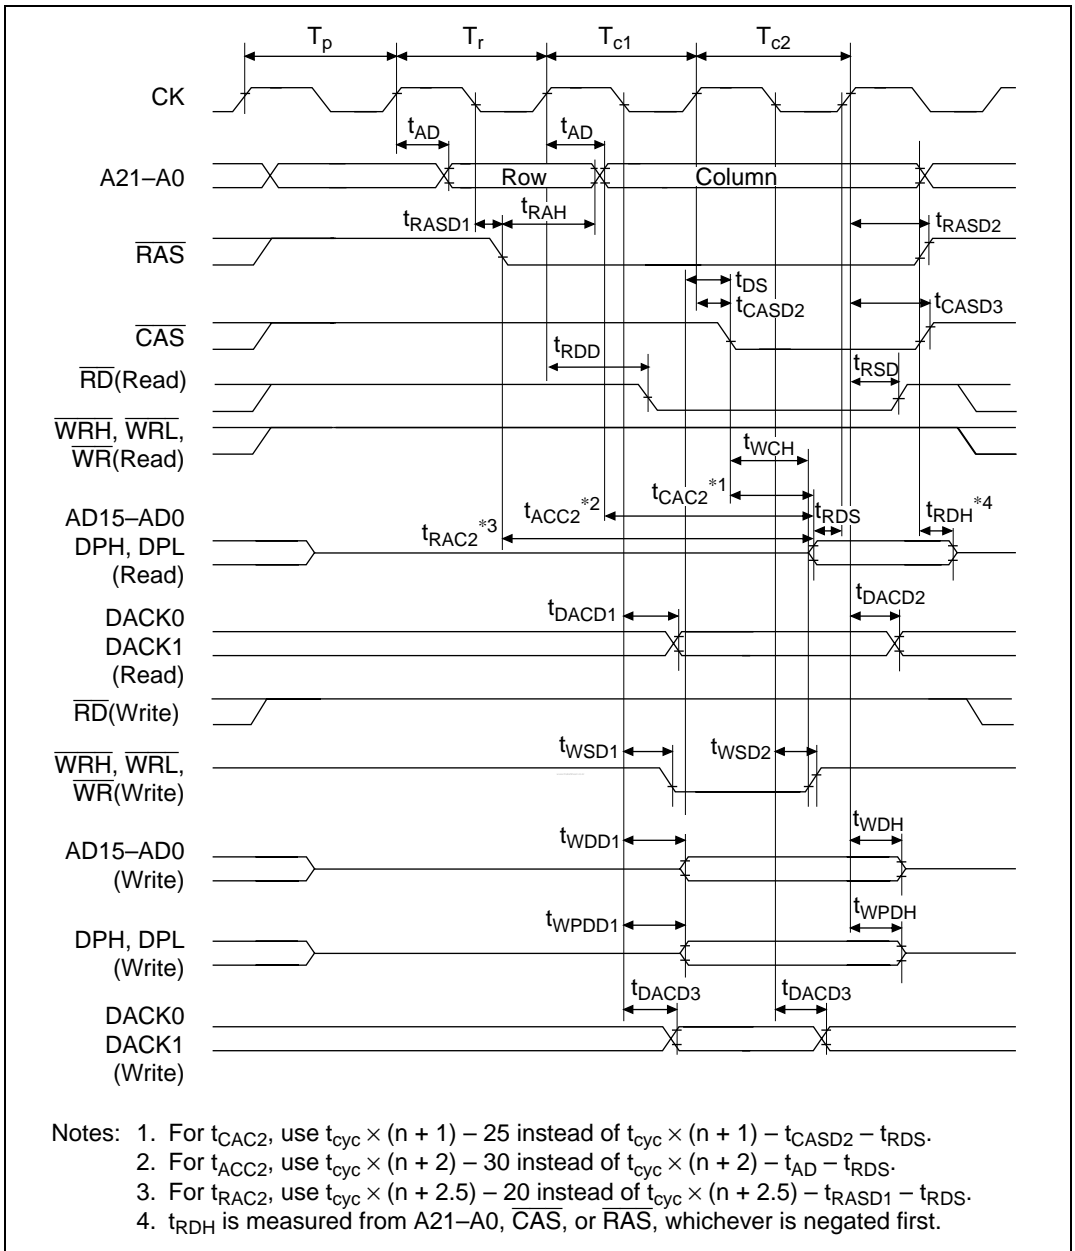 Tp Tr Tc1 Tc2
CK
tAD tAD
A21–A0 Row Column
tRASD1 tRAH tRASD2
RAS
tDS
tCASD2 tCASD3
CAS
tRDD tRSD
RD(Read)
WRH, WRL,
WR(Read)
tWCH
tCAC2*1
tACC2*2
tRDS tRDH*4
tRAC2*3
AD15–AD0
DPH, DPL
(Read)
tDACD1 tDACD2
DACK0
DACK1
(Read)
RD(Write)
tWSD1 tWSD2
WRH, WRL,
WR(Write)
tWDD1 tWDH
AD15–AD0
(Write)
tWPDD1 tWPDH
DPH, DPL
(Write)
tDACD3 tDACD3
DACK0
DACK1
(Write)
Notes: 1. For tCAC2, use tcyc × (n + 1) – 25 instead of tcyc × (n + 1) – tCASD2 – tRDS.
2. For tACC2, use tcyc × (n + 2) – 30 instead of tcyc × (n + 2) – tAD – tRDS.
3. For tRAC2, use tcyc × (n + 2.5) – 20 instead of tcyc × (n + 2.5) – tRASD1 – tRDS.
4. tRDH is measured from A21–A0, CAS, or RAS, whichever is negated first.